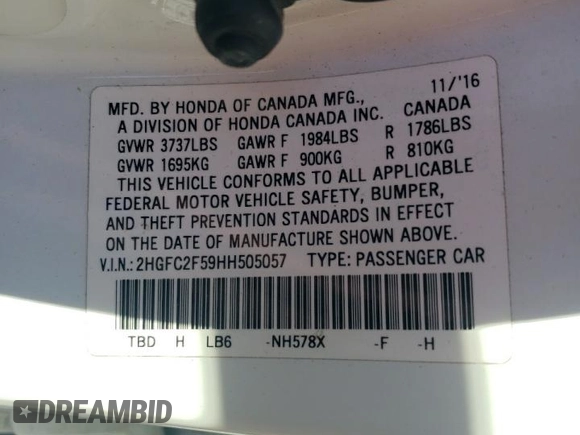 11/'16
MFD. BY HONDA OF CANADA MFG.,
A DIVISION OF HONDA CANADA INC. CANADA
GVWR 3737LBS GAWR F 1984LBS R 1786LBS
GVWR 1695KG GAWR F 900KG R 810KG
THIS VEHICLE CONFORMS TO ALL APPLICABLE
FEDERAL MOTOR VEHICLE SAFETY, BUMPER,
AND THEFT PREVENTION STANDARDS IN EFFECT
ON THE DATE OF MANUFACTURE SHOWN ABOVE.
V.I.N.: 2HGFC2F59HH505057 TYPE: PASSENGER CAR
TBD H LB6 -NH578X -F -H
DREAMBID